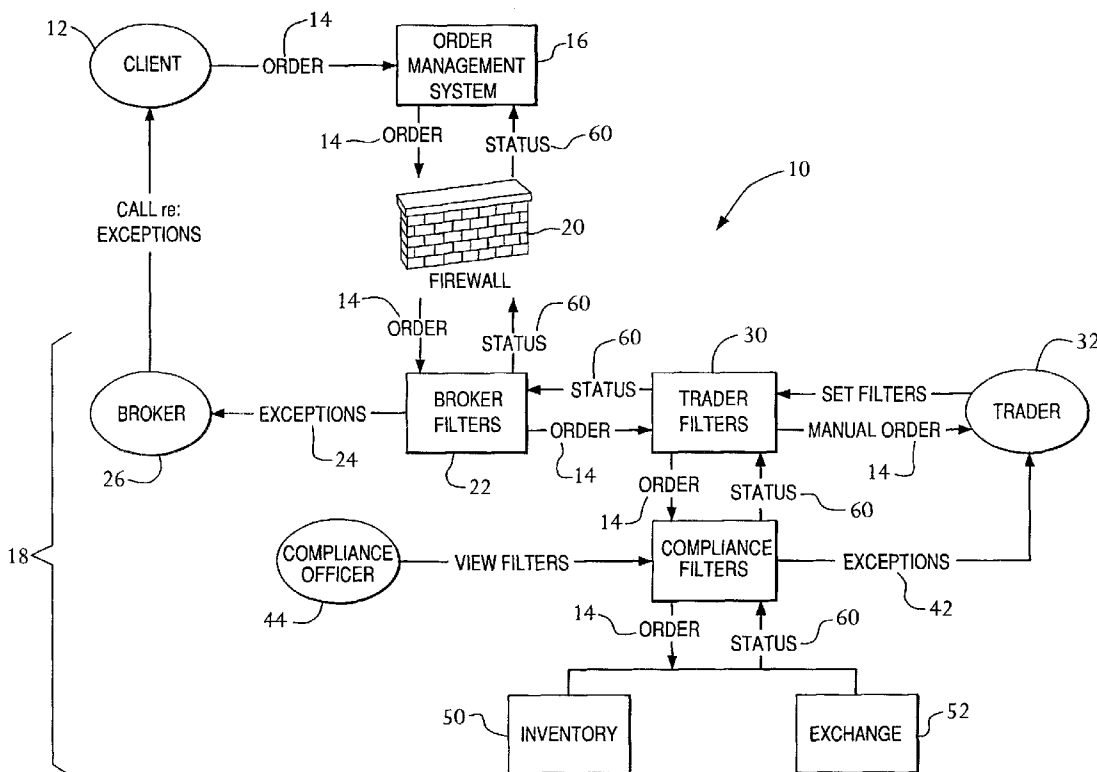 12
14
CLIENT
ORDER
ORDER
MANAGEMENT
SYSTEM
16
14
ORDER
STATUS
60
10
CALL re:
EXCEPTIONS
20
FIREWALL
14
ORDER
STATUS
60
60
30
32
BROKER
EXCEPTIONS
BROKER
FILTERS
STATUS
ORDER
TRADER
FILTERS
SET FILTERS
MANUAL ORDER
TRADER
26
24
22
14
14
14
ORDER
STATUS
60
18
COMPLIANCE
OFFICER
VIEW FILTERS
COMPLIANCE
FILTERS
EXCEPTIONS
44
42
14
ORDER
STATUS
60
50
INVENTORY
EXCHANGE
52